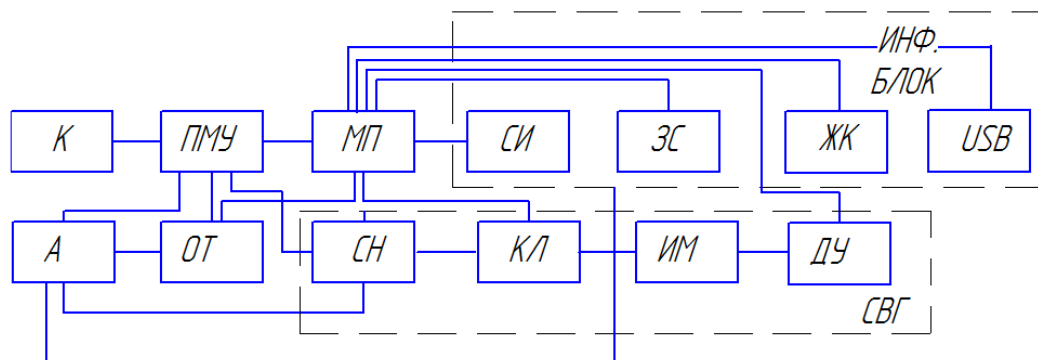 ИНФ.
БЛОК
К ПМУ МП СИ ЗС ЖК USB
А ОТ СН КЛ ИМ ДУ
СВГ